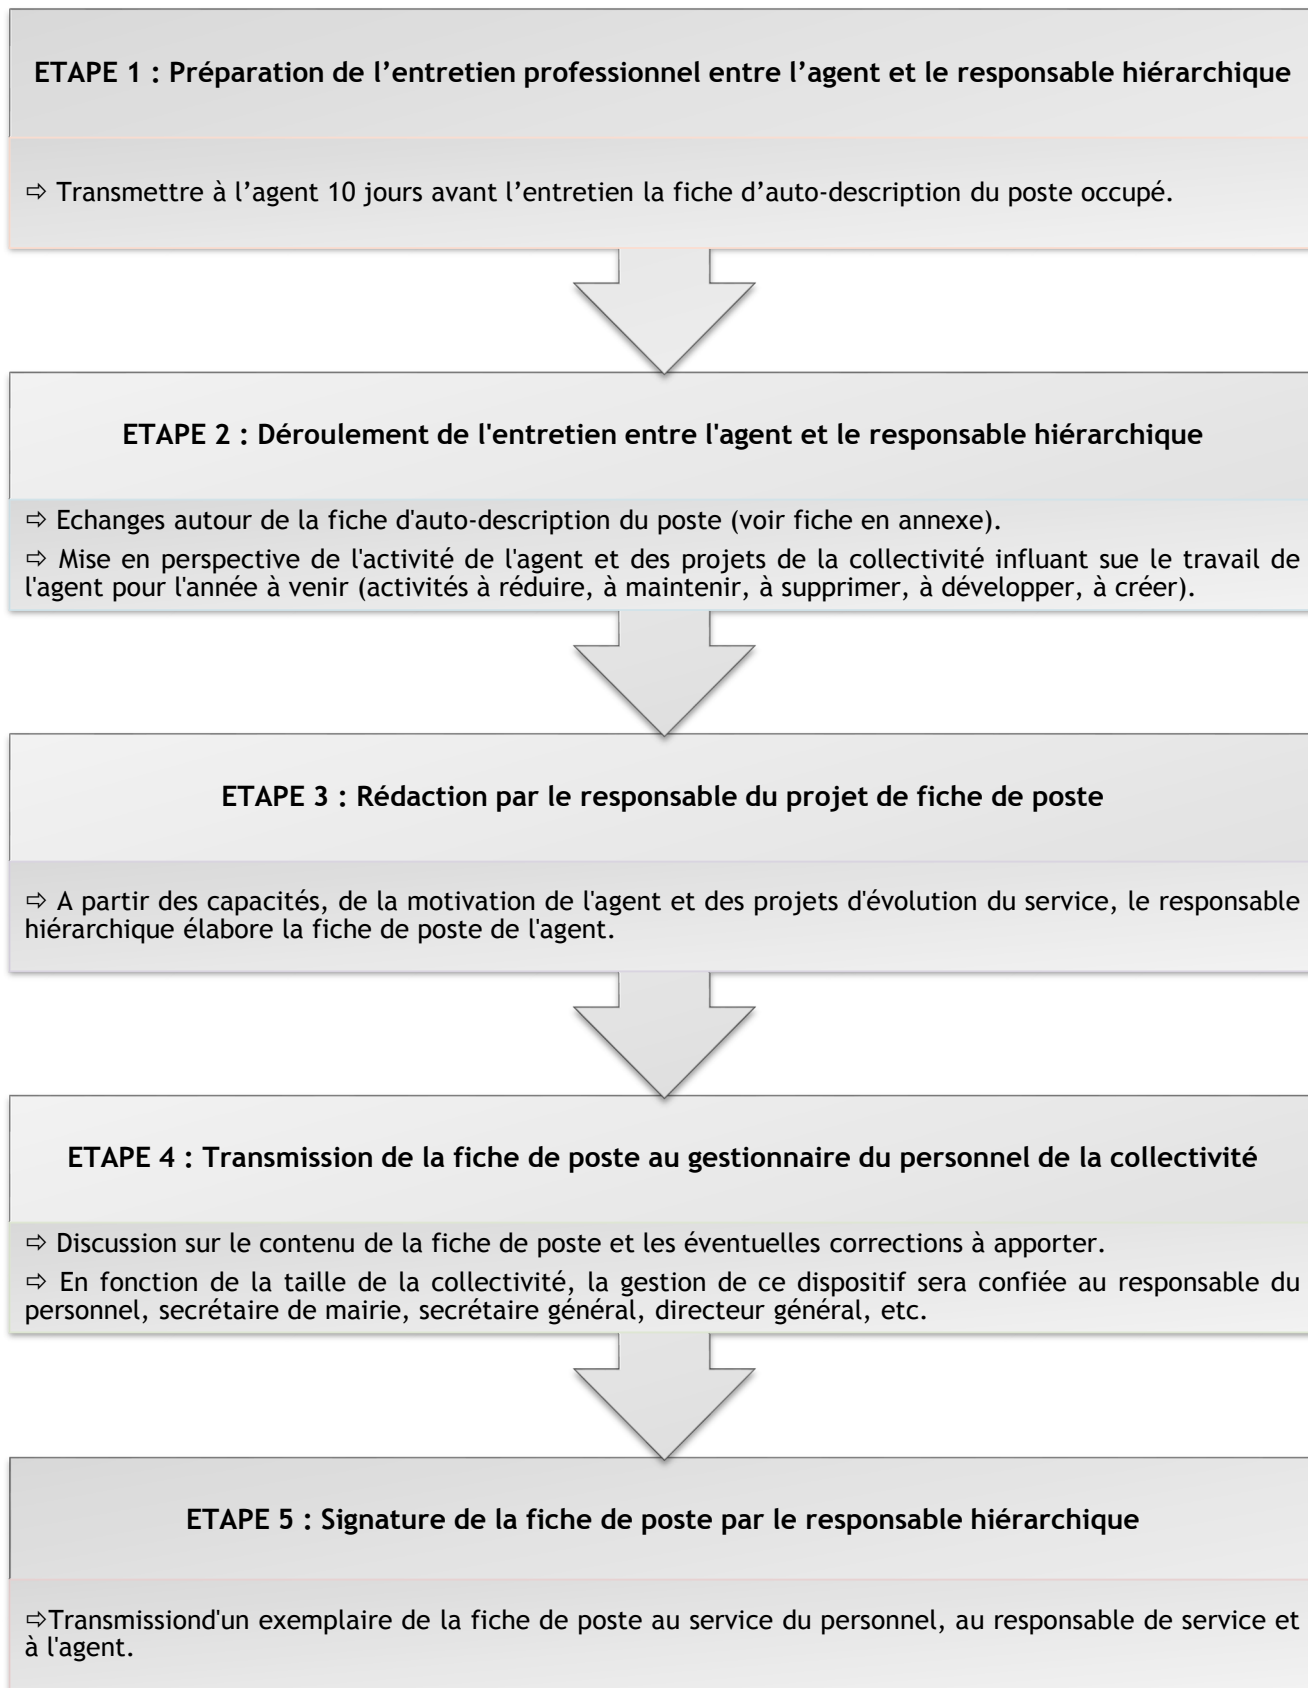 ETAPE 1 : Préparation de l’entretien professionnel entre l’agent et le responsable hiérarchique
⇨ Transmettre à l’agent 10 jours avant l’entretien la fiche d’auto-description du poste occupé.
ETAPE 2 : Déroulement de l'entretien entre l'agent et le responsable hiérarchique
⇨ Echanges autour de la fiche d'auto-description du poste (voir fiche en annexe).
⇨ Mise en perspective de l'activité de l'agent et des projets de la collectivité influant sue le travail de
l'agent pour l'année à venir (activités à réduire, à maintenir, à supprimer, à développer, à créer).
ETAPE 3 : Rédaction par le responsable du projet de fiche de poste
⇨ A partir des capacités, de la motivation de l'agent et des projets d'évolution du service, le responsable
hiérarchique élabore la fiche de poste de l'agent.
ETAPE 4 : Transmission de la fiche de poste au gestionnaire du personnel de la collectivité
⇨ Discussion sur le contenu de la fiche de poste et les éventuelles corrections à apporter.
⇨ En fonction de la taille de la collectivité, la gestion de ce dispositif sera confiée au responsable du
personnel, secrétaire de mairie, secrétaire général, directeur général, etc.
ETAPE 5 : Signature de la fiche de poste par le responsable hiérarchique
⇨Transmissiond'un exemplaire de la fiche de poste au service du personnel, au responsable de service et
à l'agent.